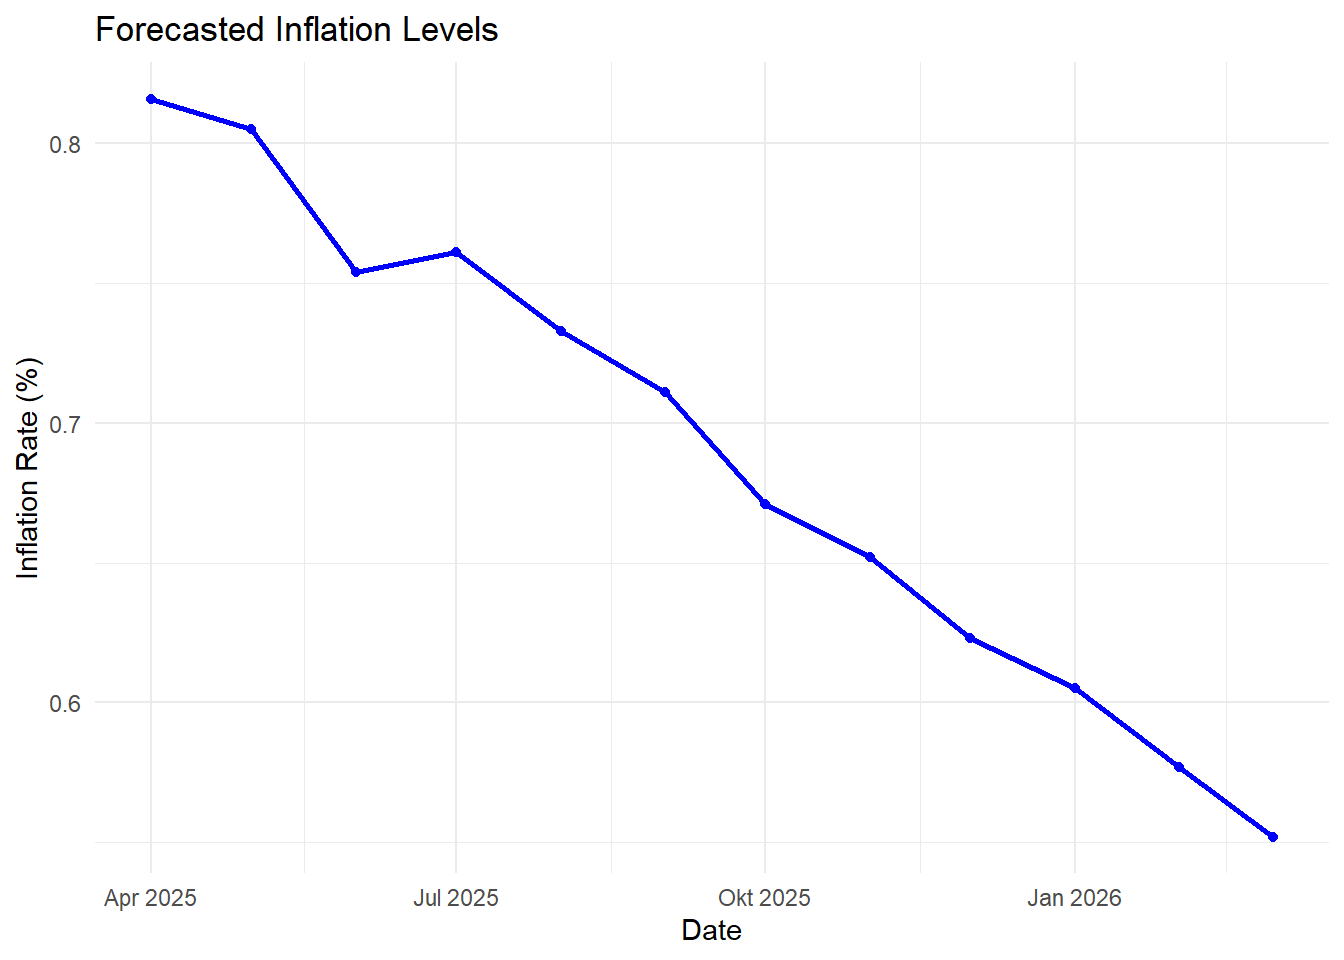 Forecasted Inflation Levels
0.8
0.7
0.6
Inflation Rate (%)
Apr 2025
Jul 2025
Okt 2025
Jan 2026
Date